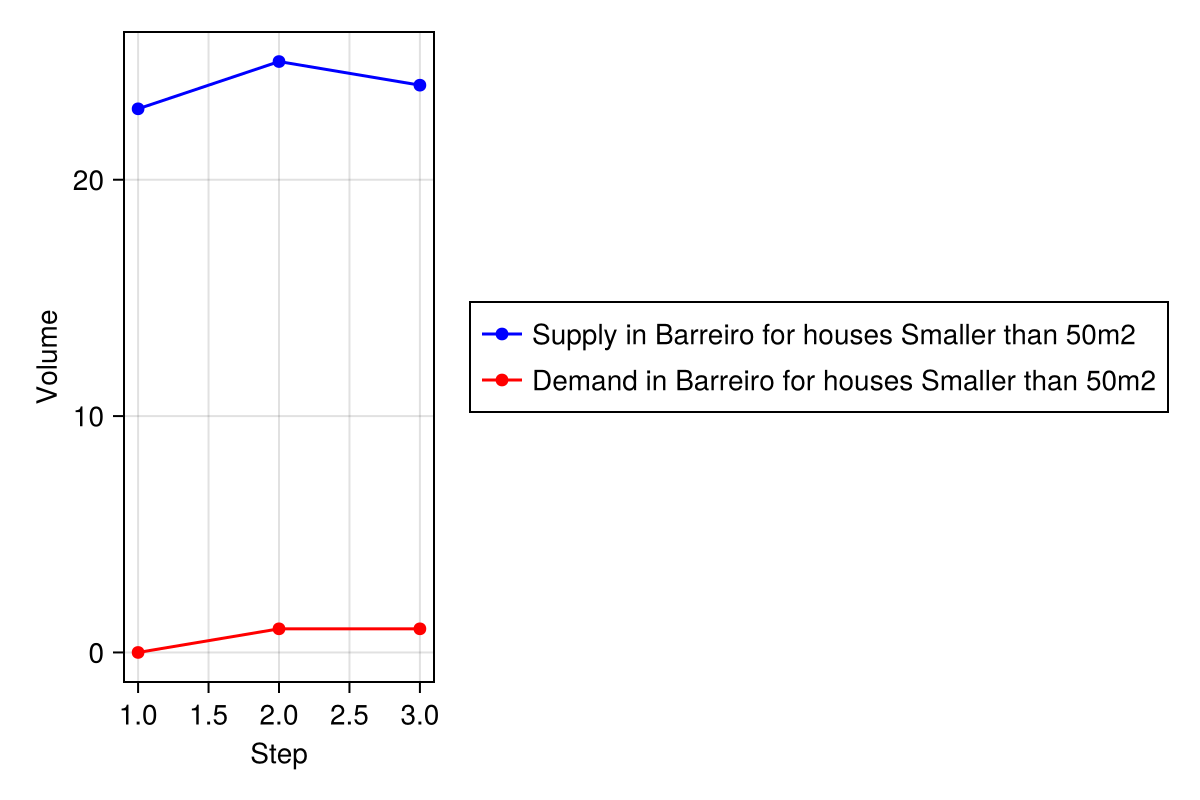 20
10
0
Volume
1.0 1.5 2.0 2.5 3.0
Step
Supply in Barreiro for houses Smaller than 50m2
Demand in Barreiro for houses Smaller than 50m2